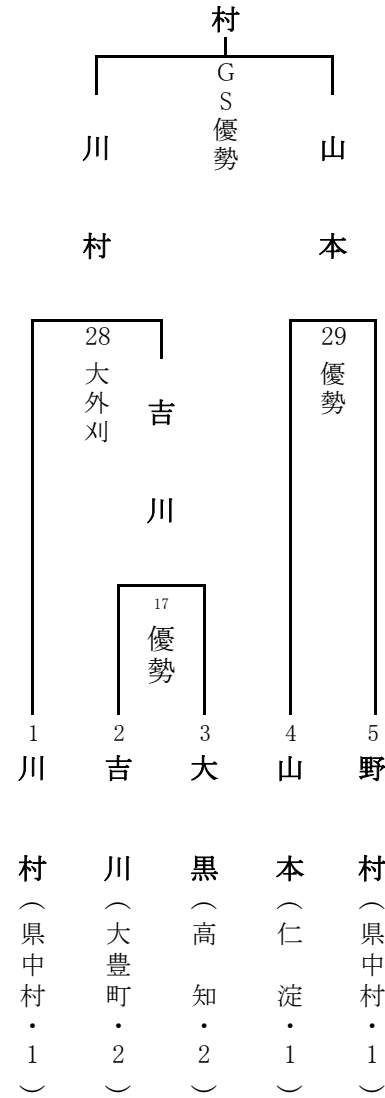 村
GS優勢
川村
山本
28
大外刈
29
優勢
吉川
17
優勢
1
川村(県中村・1)
2
吉川(大豊町・2)
3
大黒(高知・2)
4
山本(仁淀・1)
5
野村(県中村・1)